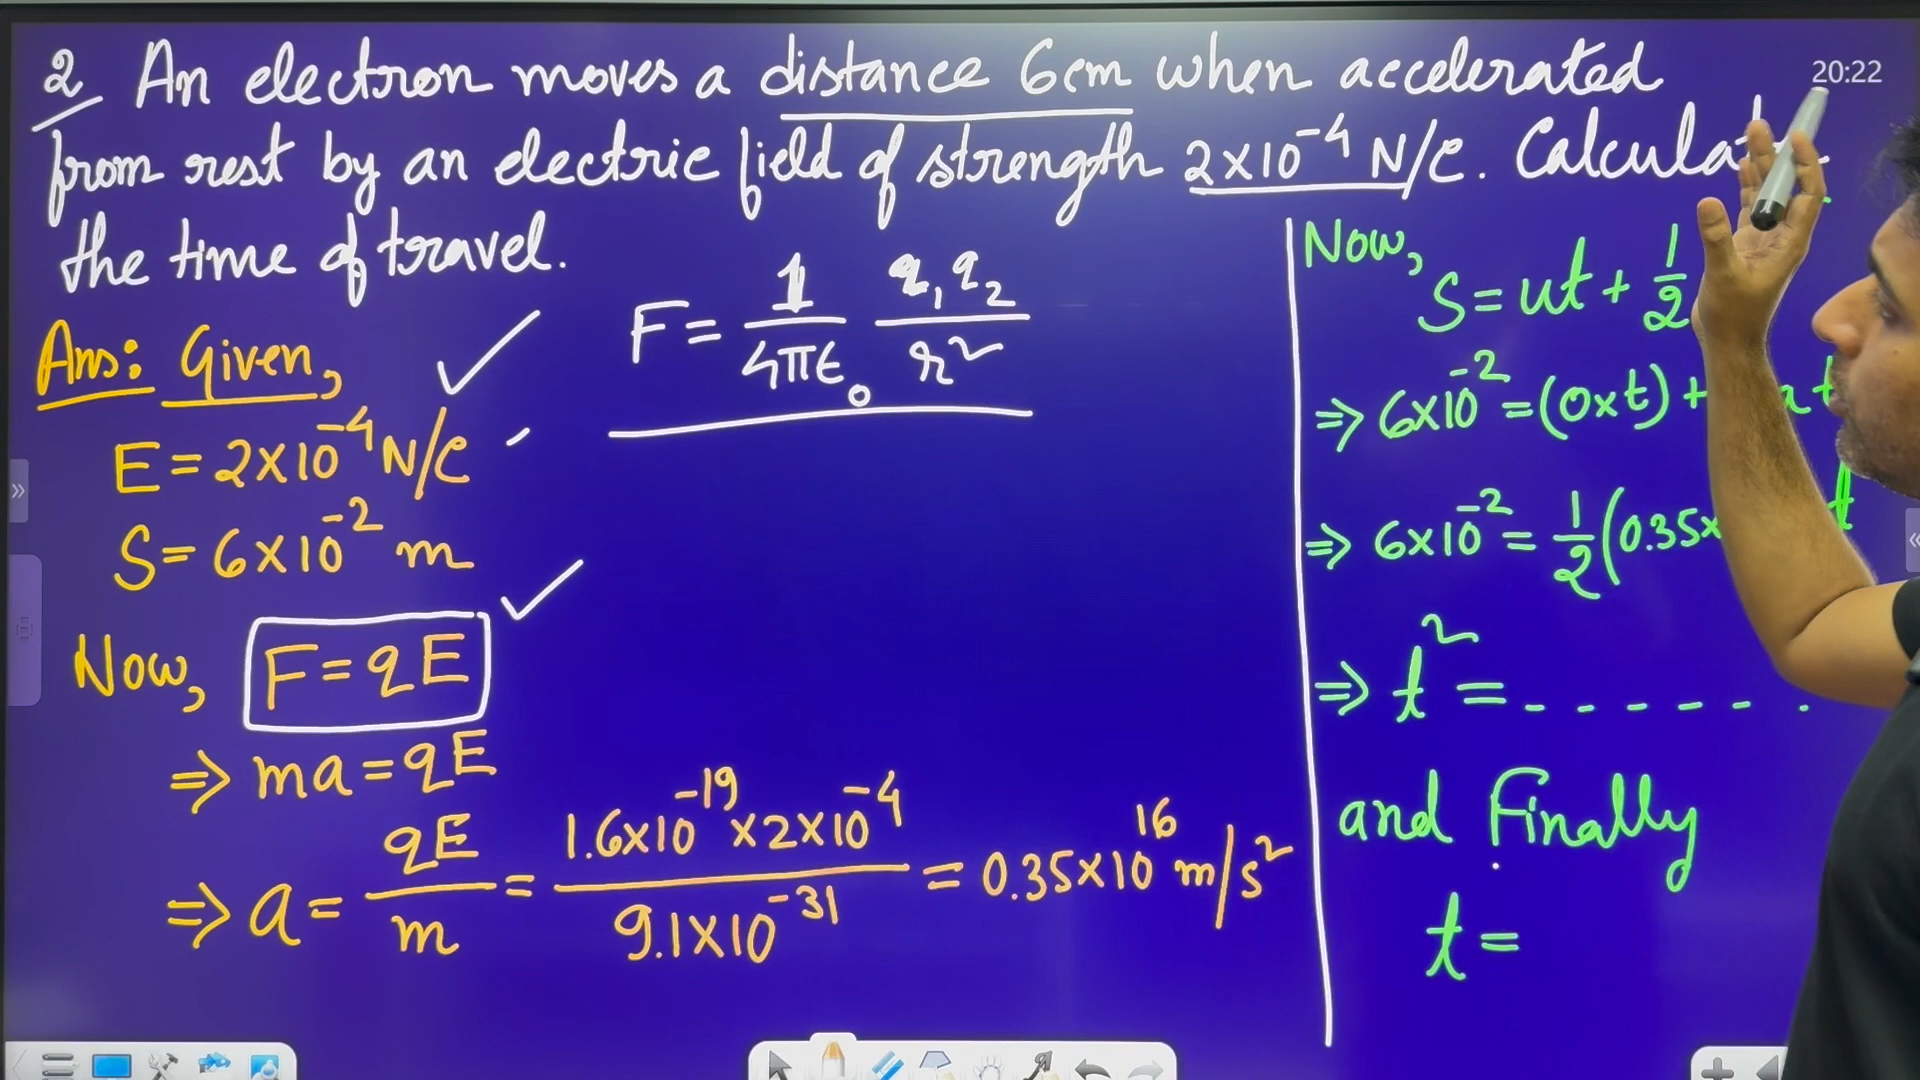 2 An electron moves a distance 6cm when accelerated
from rest by an electric field of strength 2×10⁻⁴ N/C. Calculate
the time of travel.
F = 1/4πε₀ q₁q₂/r²
Ans: Given,
E = 2×10⁻⁴ N/C
S = 6×10⁻² m
Now, F = qE
⇒ ma = qE
⇒ a = qE/m = 1.6×10⁻¹⁹×2×10⁻⁴/9.1×10⁻³¹ = 0.35×10¹⁶ m/s²
Now,
S = ut + 1/2
⇒ 6×10⁻² = (0×t) +
⇒ 6×10⁻² = 1/2 (0.35×
⇒ t² = - - - - - - .
and Finally
t =
20:22